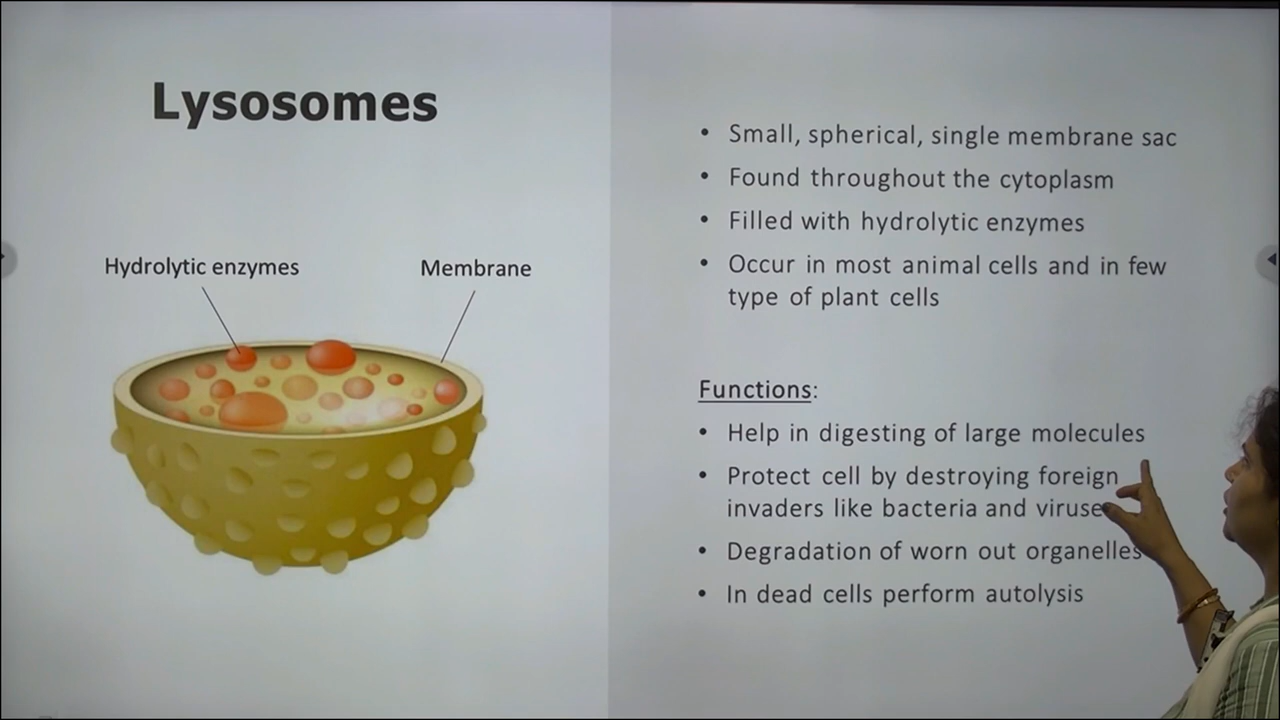 Lysosomes
Hydrolytic enzymes
Membrane
• Small, spherical, single membrane sac
• Found throughout the cytoplasm
• Filled with hydrolytic enzymes
• Occur in most animal cells and in few
type of plant cells
Functions:
• Help in digesting of large molecules
• Protect cell by destroying foreign
invaders like bacteria and viruse
• Degradation of worn out organelles
• In dead cells perform autolysis